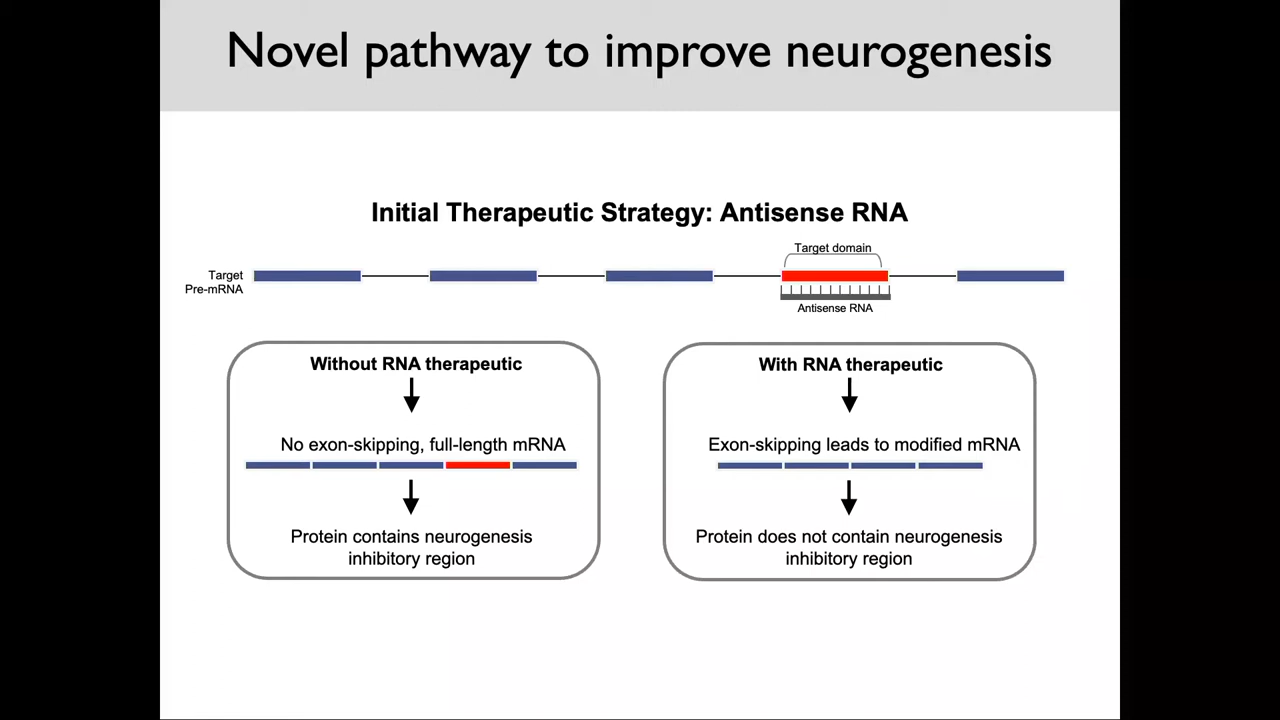 Novel pathway to improve neurogenesis
Initial Therapeutic Strategy: Antisense RNA
Target domain
Target
Pre-mRNA
Antisense RNA
Without RNA therapeutic
No exon-skipping, full-length mRNA
Protein contains neurogenesis
inhibitory region
With RNA therapeutic
Exon-skipping leads to modified mRNA
Protein does not contain neurogenesis
inhibitory region